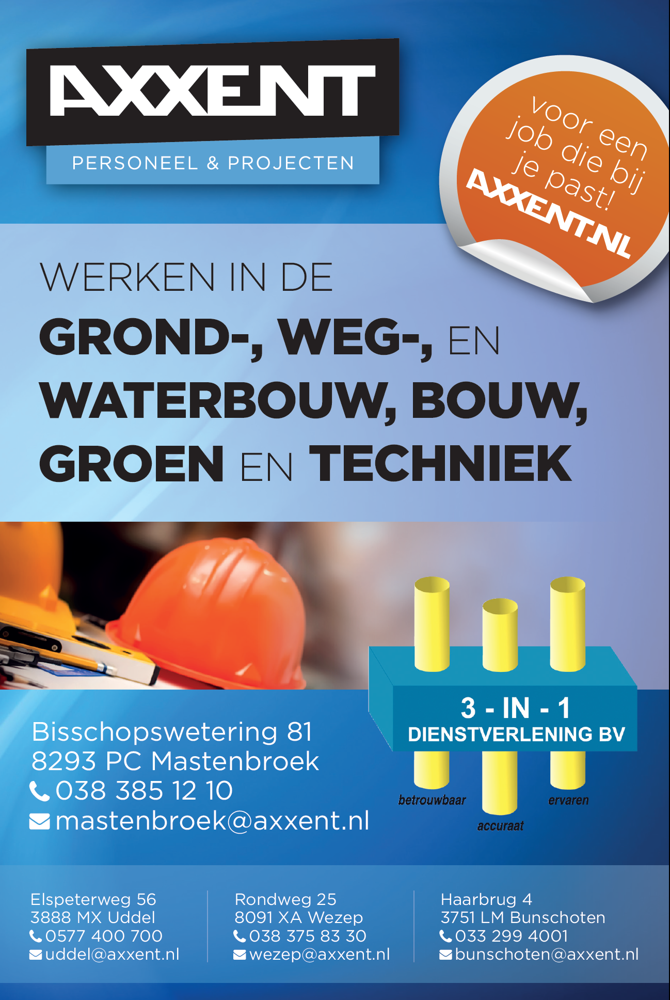 AXXENT
PERSONEEL & PROJECTEN
voor een
job die bij
je past!
AXXENT.NL
WERKEN IN DE
GROND-, WEG-, EN
WATERBOUW, BOUW,
GROEN EN TECHNIEK
3 - IN - 1
DIENSTVERLENING BV
betrouwbaar
ervaren
accuraat
Bisschopswetering 81
8293 PC Mastenbroek
038 385 12 10
mastenbroek@axxent.nl
Elspeterweg 56
3888 MX Uddel
0577 400 700
uddel@axxent.nl
Rondweg 25
8091 XA Wezep
038 375 83 30
wezep@axxent.nl
Haarbrug 4
3751 LM Bunschoten
033 299 4001
bunschoten@axxent.nl